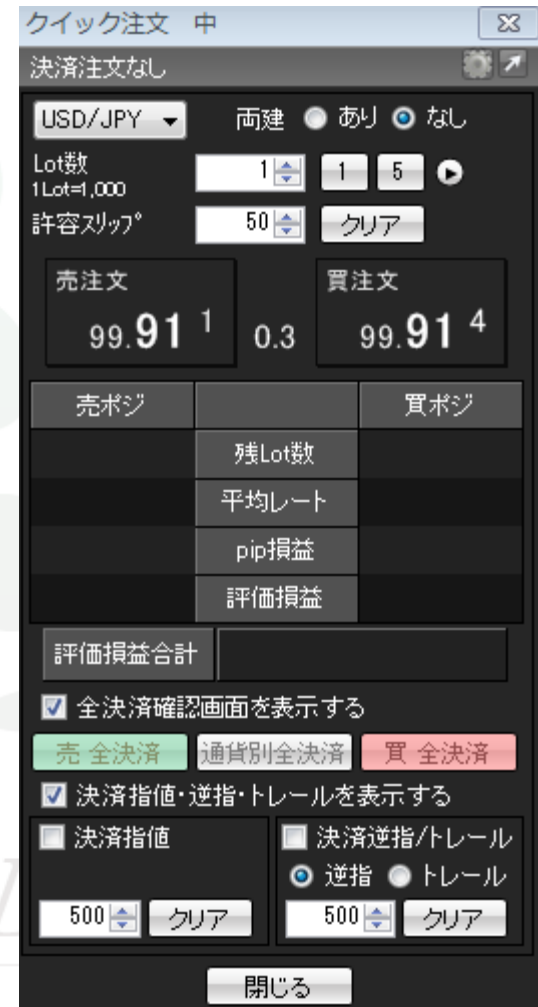 クイック注文 中
決済注文なし
USD/JPY 両建 あり なし
Lot数 1 1 5
1Lot=1,000
許容スリップ 50 クリア
売注文 買注文
99.91 1 0.3 99.91 4
売ポジ 買ポジ
残Lot数
平均レート
pip損益
評価損益
評価損益合計
全決済確認画面を表示する
売 全決済 通貨別全決済 買 全決済
決済指値・逆指・トレールを表示する
決済指値 決済逆指/トレール
逆指 トレール
500 クリア 500 クリア
閉じる